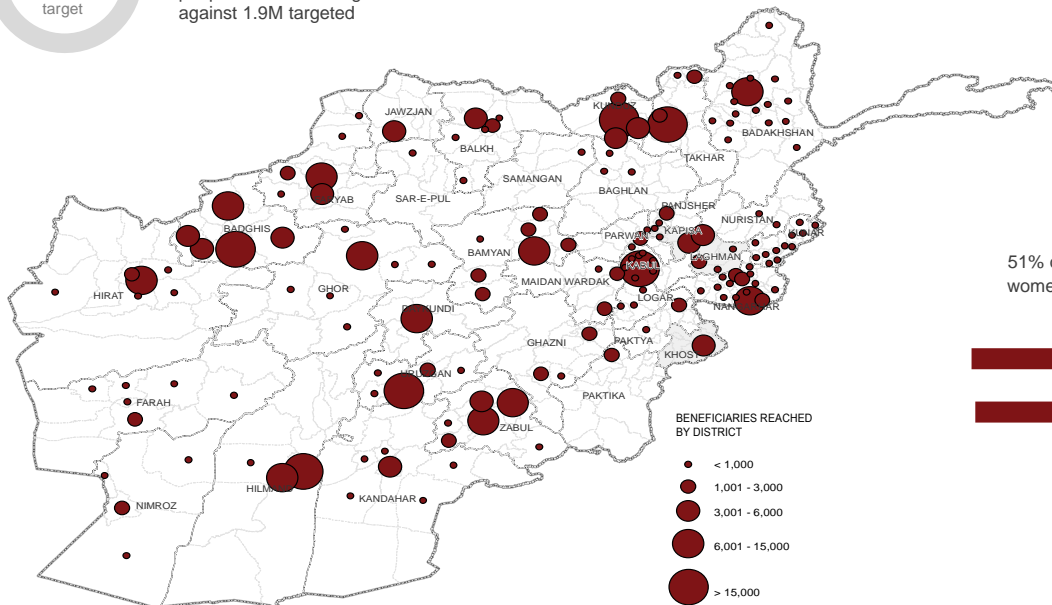 target
against 1.9M targeted
JAWZJAN
BALKH
BADAKHSHAN
TAKHAR
SAMANGAN
BAGHLAN
SAR-E-PUL
PANJSHER
NURISTAN
BADGHIS
PARWAN
KAPISA
BAMYAN
LAGHMAN
KABUL
MAIDAN WARDAK
HIRAT
GHOR
LOGAR
GHAZNI
PAKTYA
KHOST
PAKTIKA
FARAH
ZABUL
NIMROZ
KANDAHAR
51%
wome
BENEFICIARIES REACHED
BY DISTRICT
< 1,000
1,001 - 3,000
3,001 - 6,000
6,001 - 15,000
> 15,000